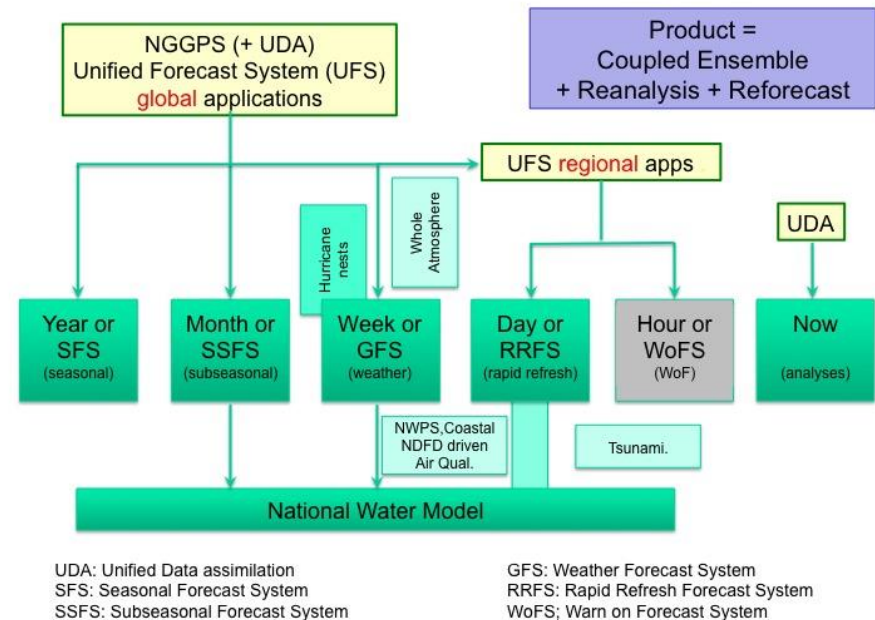 NGGPS (+ UDA)
Unified Forecast System (UFS)
global applications
Product =
Coupled Ensemble
+ Reanalysis + Reforecast
UFS regional apps
UDA
Hurricane
nests
Whole
Atmosphere
Year or
SFS
(seasonal)
Month or
SSFS
(subseasonal)
Week or
GFS
(weather)
Day or
RRFS
(rapid refresh)
Hour or
WoFS
(WoF)
Now
(analyses)
NWPS,Coastal
NDFD driven
Air Qual.
Tsunami.
National Water Model
UDA: Unified Data assimilation
SFS: Seasonal Forecast System
SSFS: Subseasonal Forecast System
GFS: Weather Forecast System
RRFS: Rapid Refresh Forecast System
WoFS; Warn on Forecast System